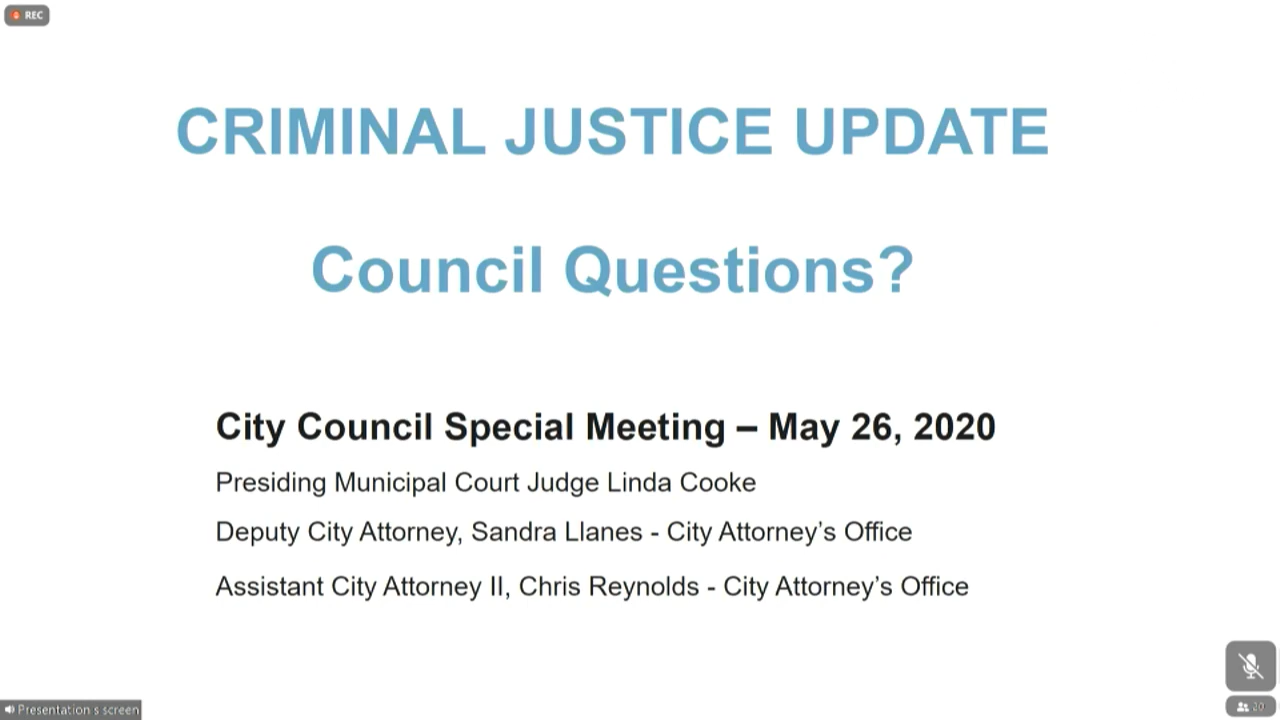 REC
CRIMINAL JUSTICE UPDATE
Council Questions?
City Council Special Meeting – May 26, 2020
Presiding Municipal Court Judge Linda Cooke
Deputy City Attorney, Sandra Llanes - City Attorney’s Office
Assistant City Attorney II, Chris Reynolds - City Attorney’s Office
Presentation s screen
20